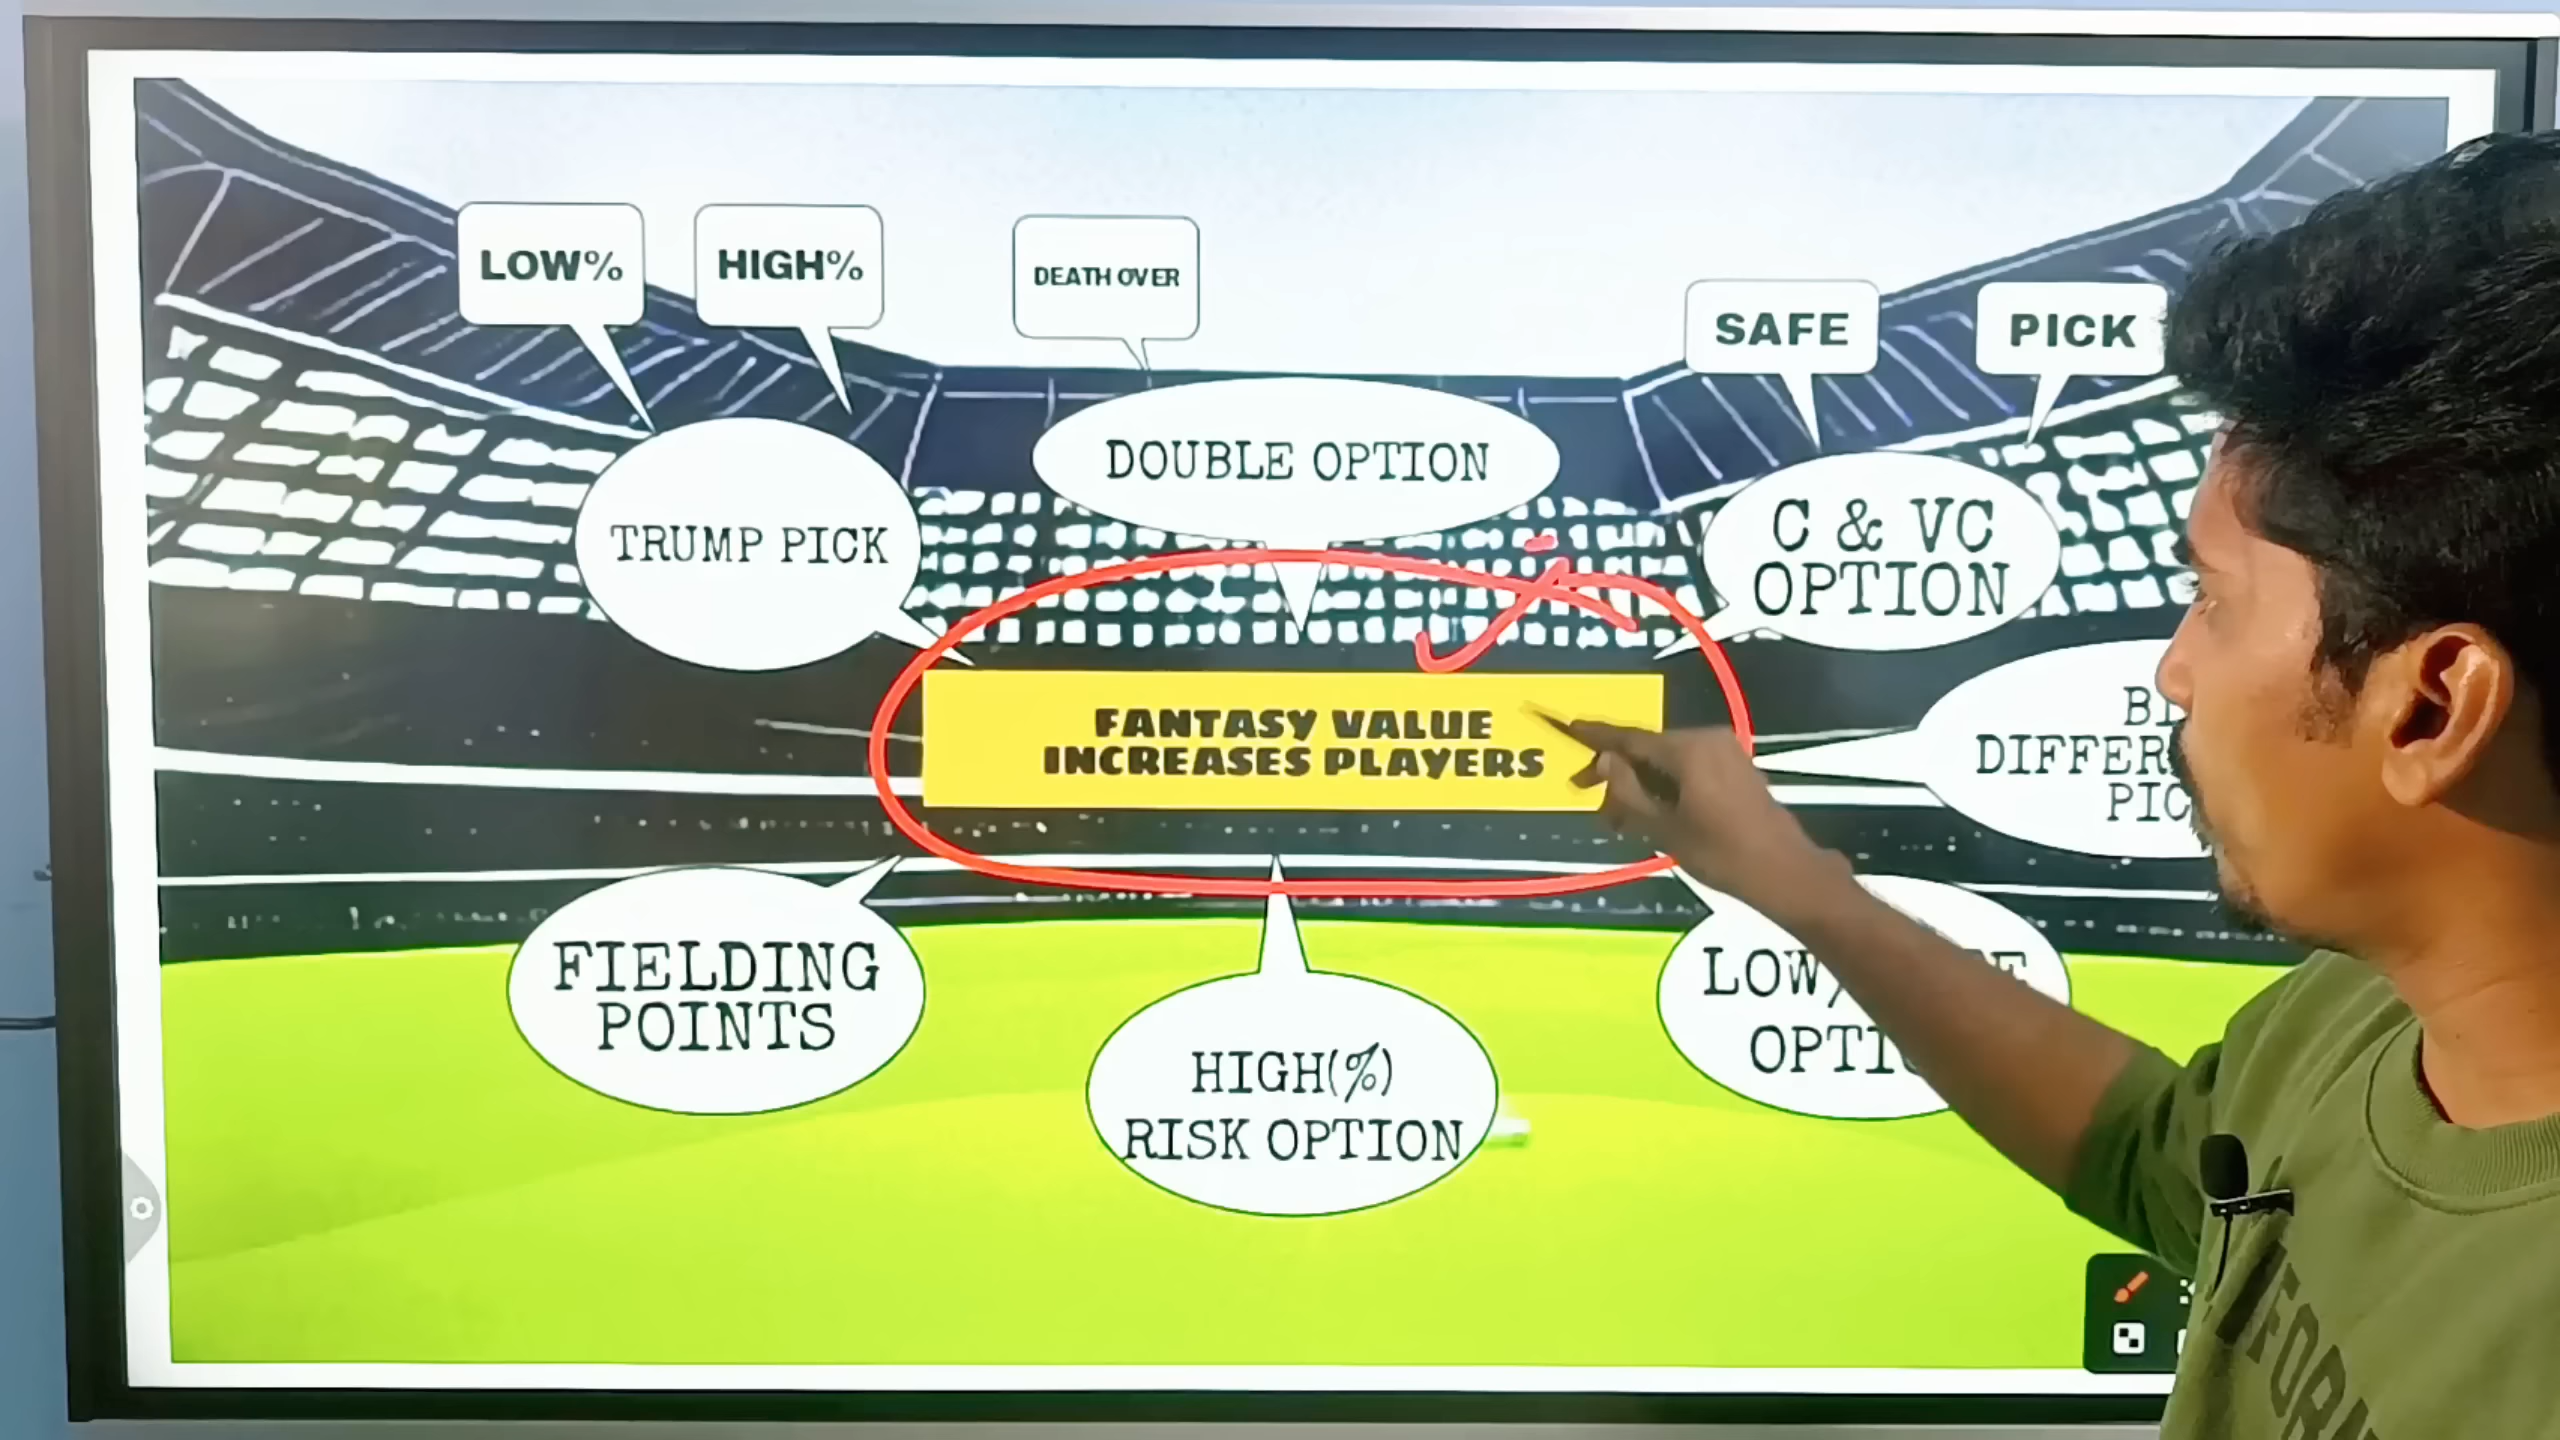 LOW%
HIGH%
DEATH OVER
SAFE
PICK
DOUBLE OPTION
TRUMP PICK
C & VC
OPTION
FANTASY VALUE
INCREASES PLAYERS
FIELDING
POINTS
HIGH(%)
RISK OPTION